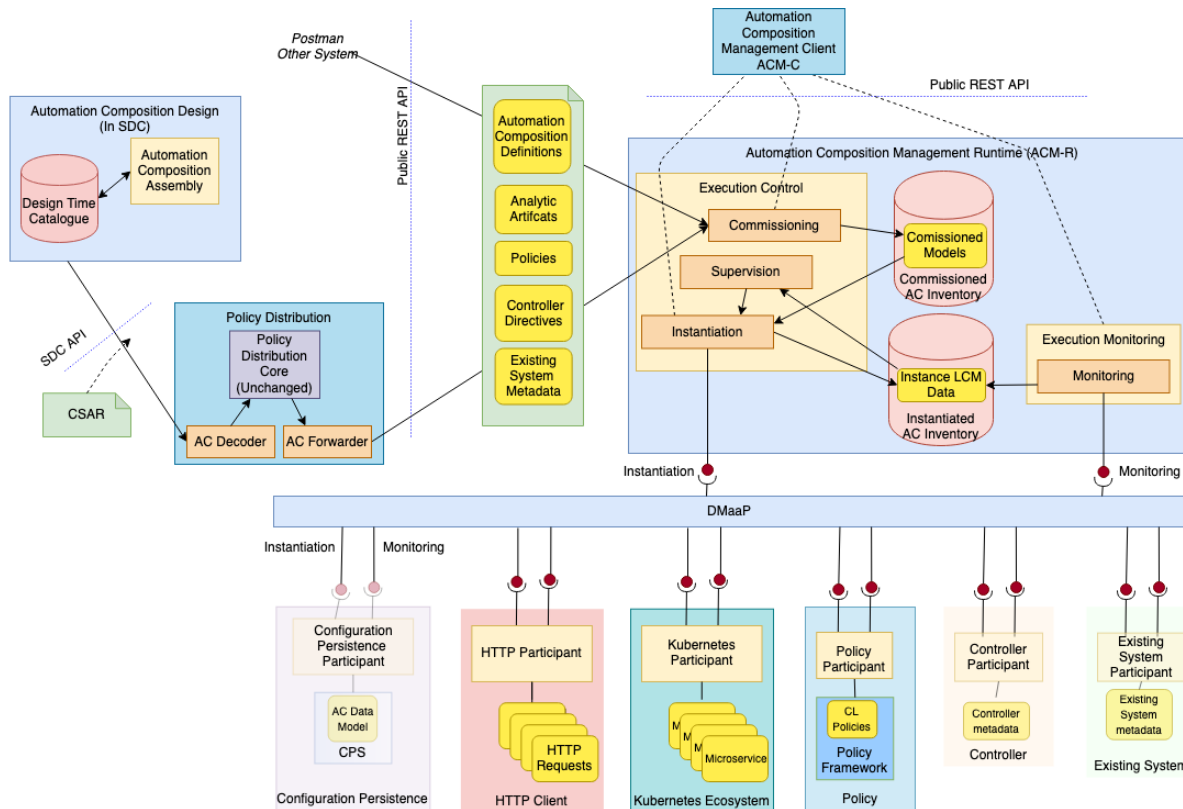 Automation
Composition
Management Client
ACM-C
Postman
Other System
Public REST API
Public REST API
Automation Composition Design
(In SDC)
Automation
Composition
Assembly
Design Time
Catalogue
Automation
Composition
Definitions
Analytic
Artifcats
Policies
Controller
Directives
Existing
System
Metadata
Automation Composition Management Runtime (ACM-R)
Execution Control
Commissioning
Supervision
Instantiation
Comissioned
Models
Commissioned
AC Inventory
Instance LCM
Data
Instantiated
AC Inventory
Execution Monitoring
Monitoring
SDC API
CSAR
Policy Distribution
Policy
Distribution
Core
(Unchanged)
AC Decoder
AC Forwarder
Instantiation
Monitoring
DMaaP
Instantiation
Monitoring
Configuration
Persistence
Participant
AC Data
Model
CPS
Configuration Persistence
HTTP Participant
HTTP
Requests
HTTP Client
Kubernetes
Participant
M
M
M
Microservice
Kubernetes Ecosystem
Policy
Participant
CL
Policies
Policy
Framework
Policy
Controller
Participant
Controller
metadata
Controller
Existing
System
Participant
Existing
System
metadata
Existing System